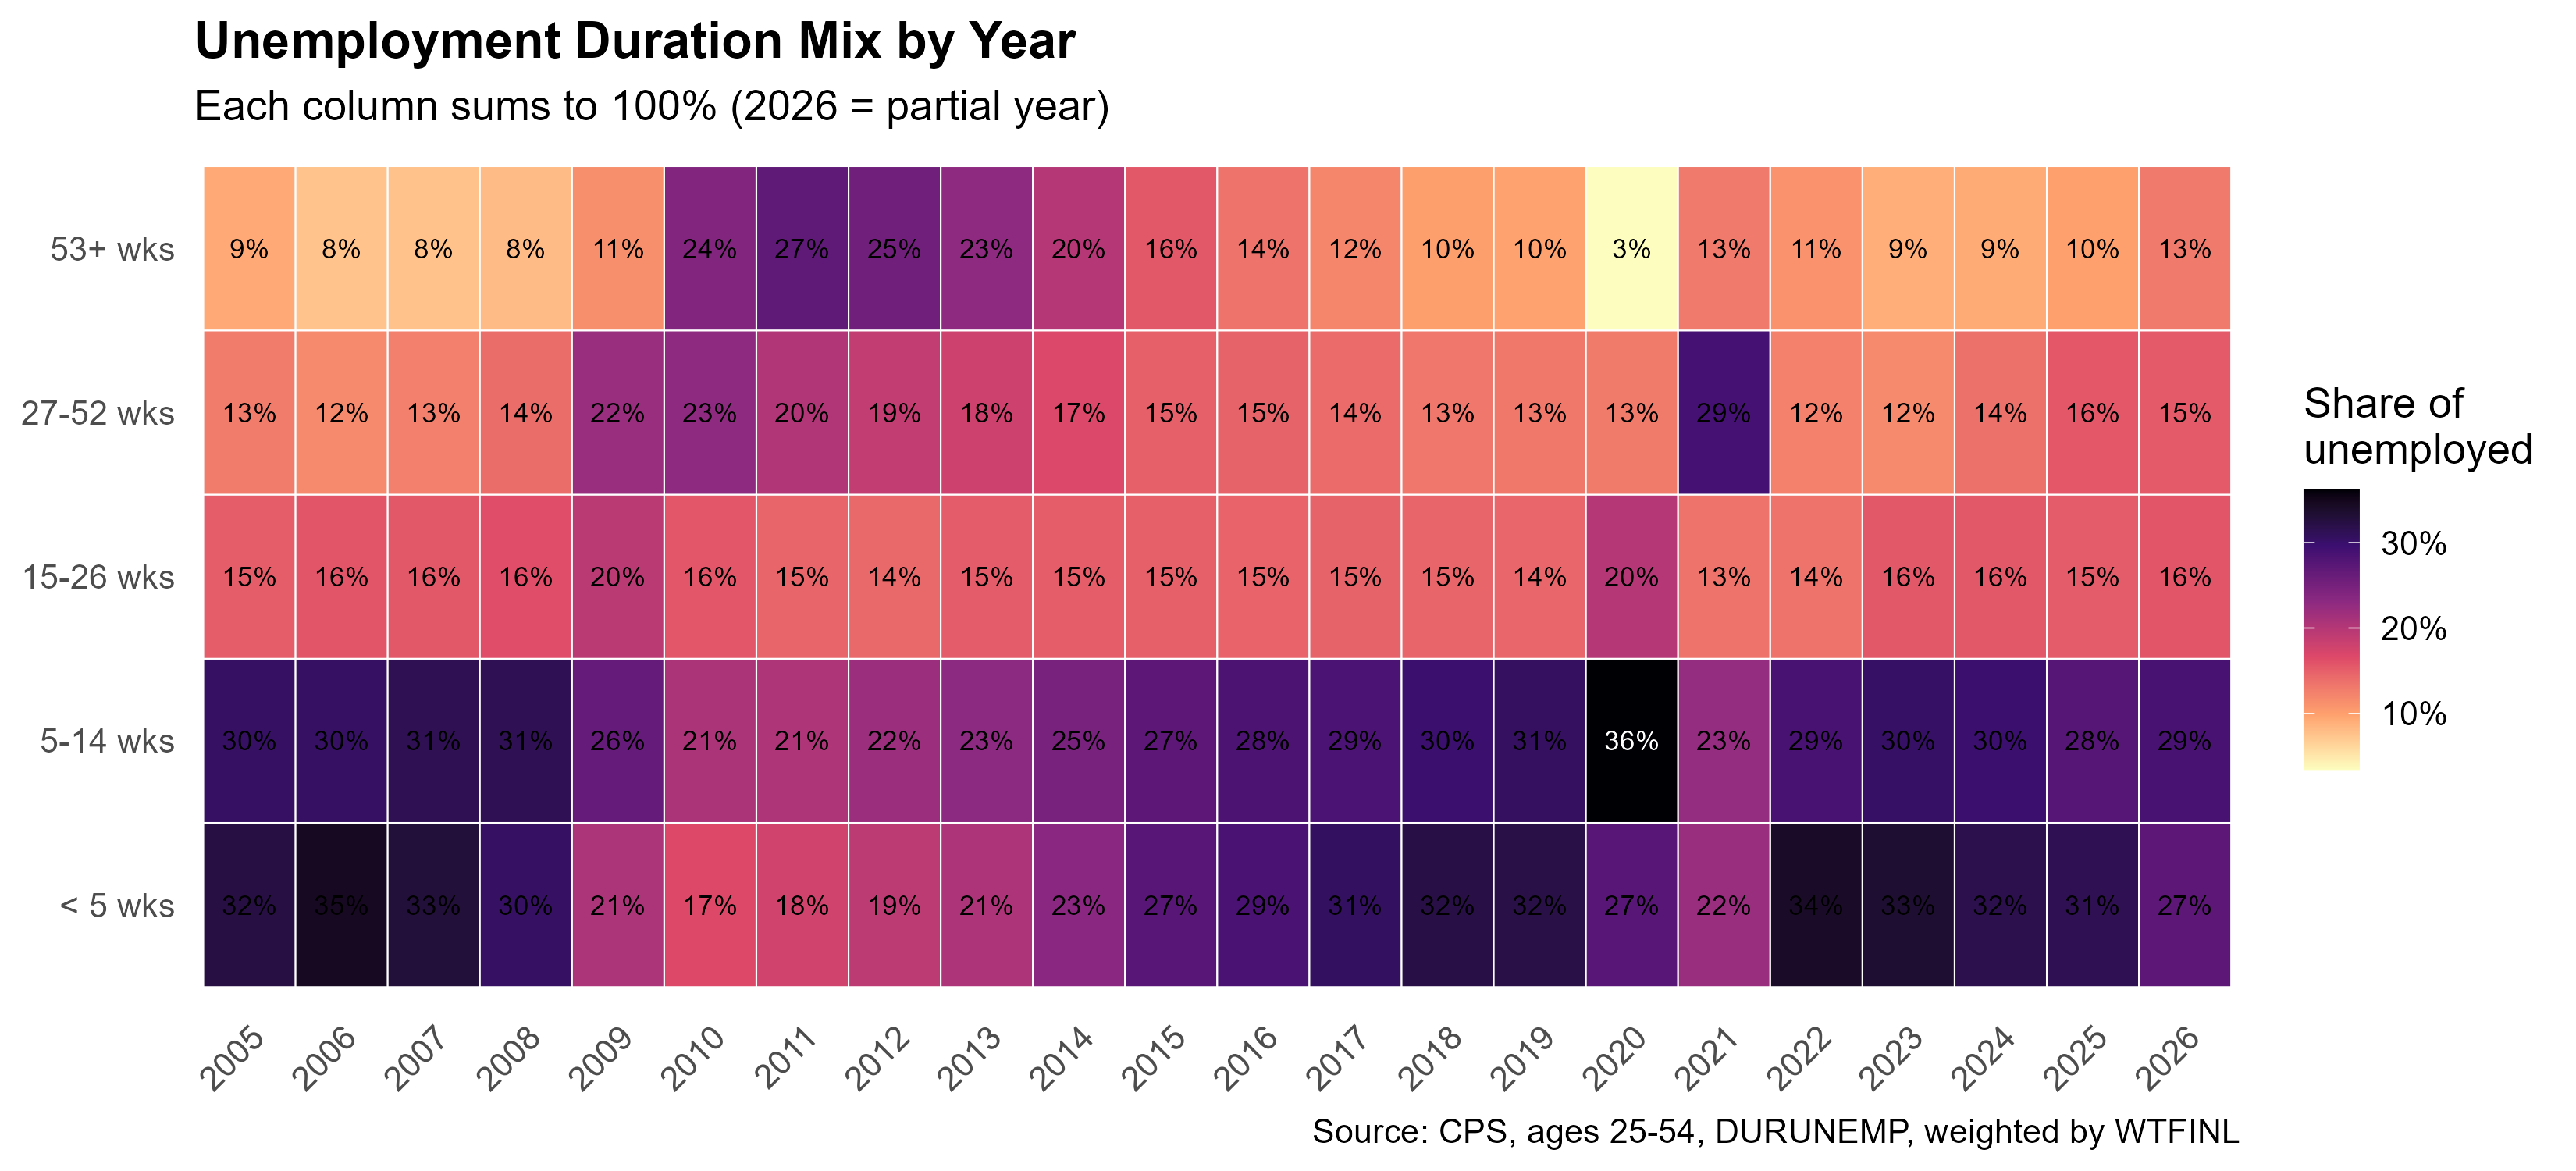 Unemployment Duration Mix by Year
Each column sums to 100% (2026 = partial year)
53+ wks 9% 8% 8% 8% 11% 24% 27% 25% 23% 20% 16% 14% 12% 10% 10% 3% 13% 11% 9% 9% 10% 13%
27-52 wks 13% 12% 13% 14% 22% 23% 20% 19% 18% 17% 15% 15% 14% 13% 13% 13% 29% 12% 12% 14% 16% 15%
15-26 wks 15% 16% 16% 16% 20% 16% 15% 14% 15% 15% 15% 15% 15% 15% 14% 20% 13% 14% 16% 16% 15% 16%
5-14 wks 30% 30% 31% 31% 26% 21% 21% 22% 23% 25% 27% 28% 29% 30% 31% 36% 23% 29% 30% 30% 28% 29%
< 5 wks 32% 35% 33% 30% 21% 17% 18% 19% 21% 23% 27% 29% 31% 32% 32% 27% 22% 34% 33% 32% 31% 27%
2005 2006 2007 2008 2009 2010 2011 2012 2013 2014 2015 2016 2017 2018 2019 2020 2021 2022 2023 2024 2025 2026
Share of
unemployed
30%
20%
10%
Source: CPS, ages 25-54, DURUNEMP, weighted by WTFINL